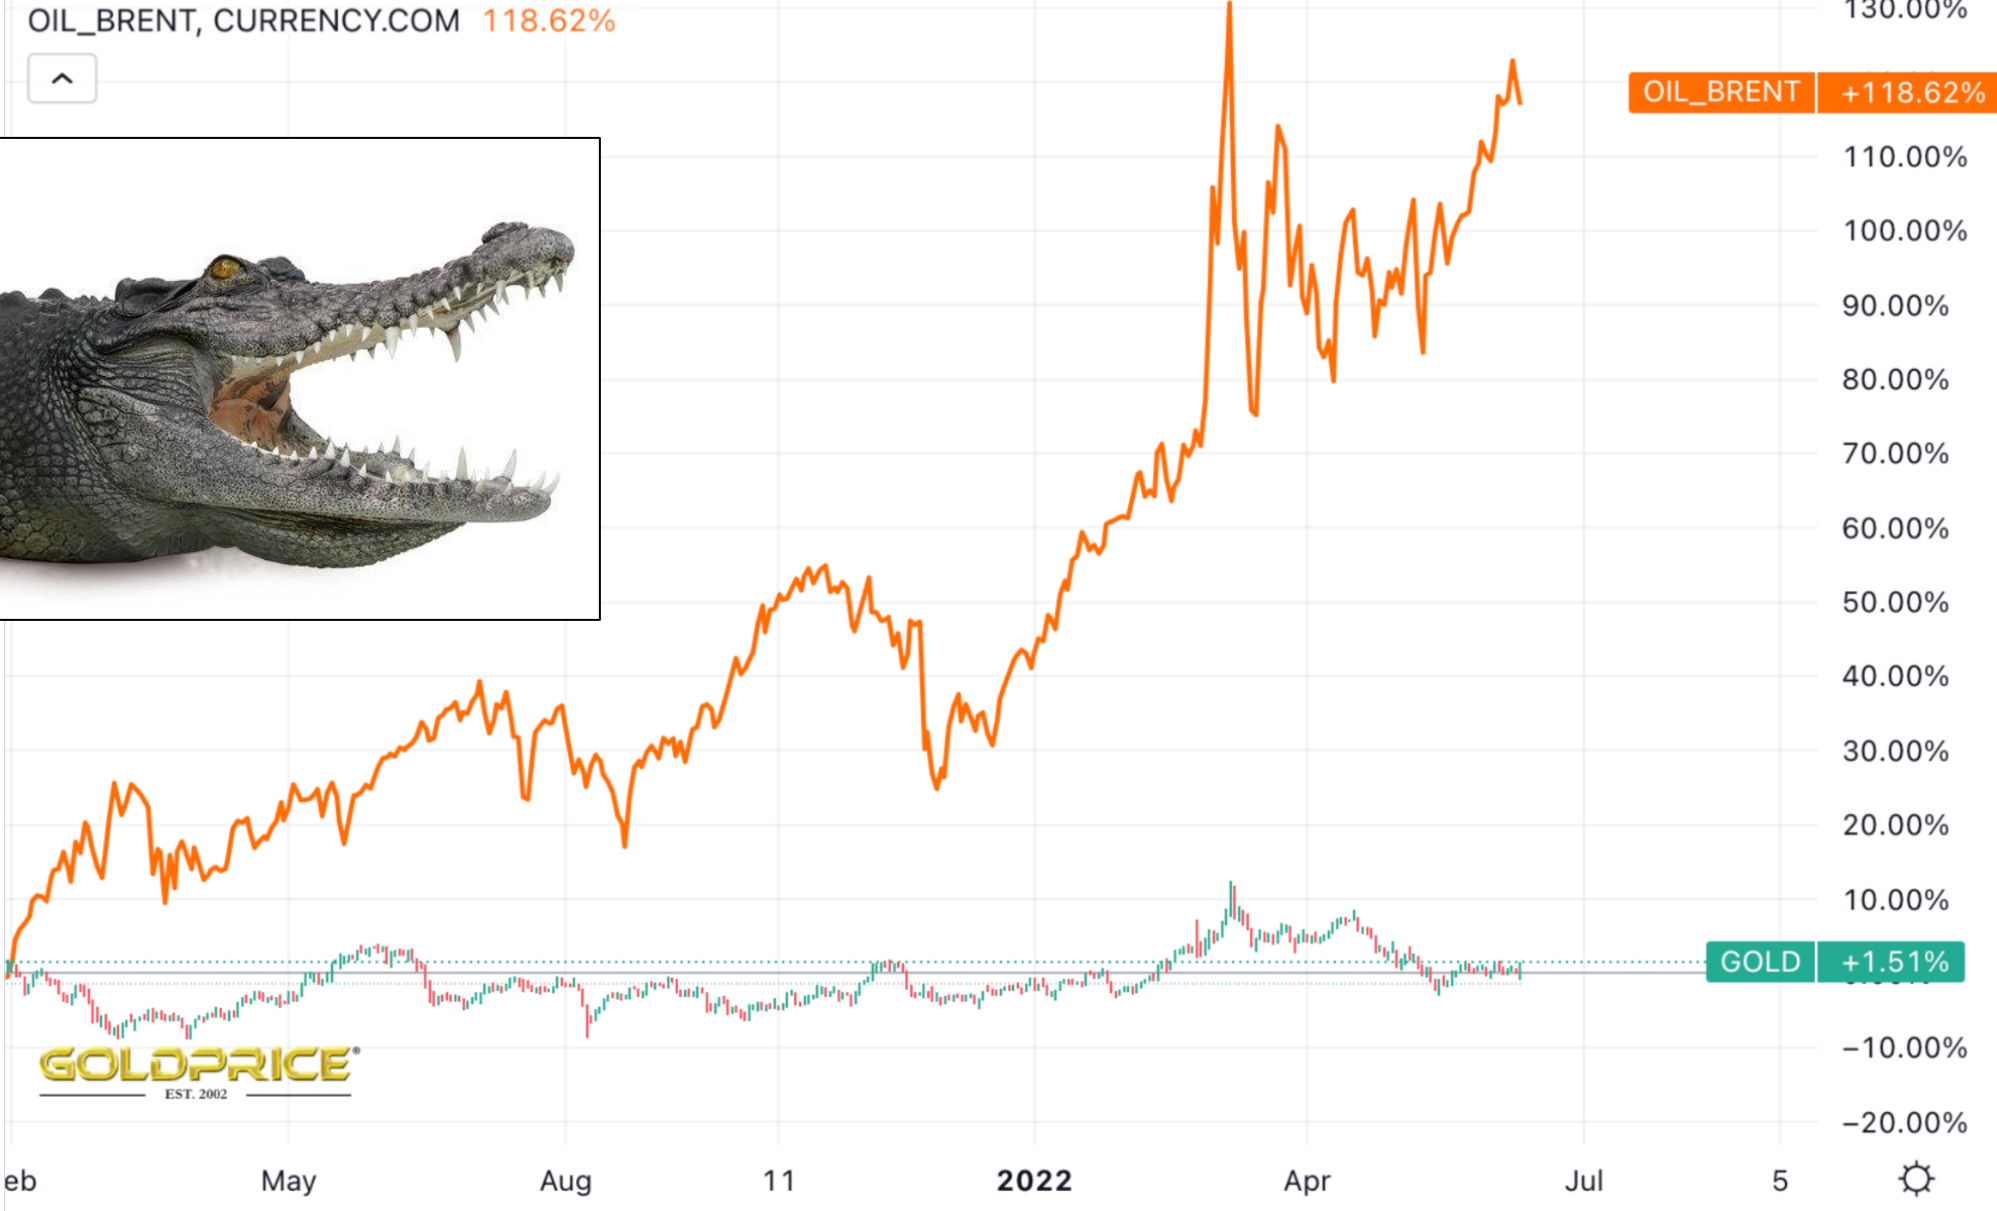 OIL_BRENT, CURRENCY.COM 118.62%
130.00%
OIL_BRENT +118.62%
110.00%
100.00%
90.00%
80.00%
70.00%
60.00%
50.00%
40.00%
30.00%
20.00%
10.00%
GOLD +1.51%
−10.00%
−20.00%
GOLDPRICE®
EST. 2002
eb May Aug 11 2022 Apr Jul 5